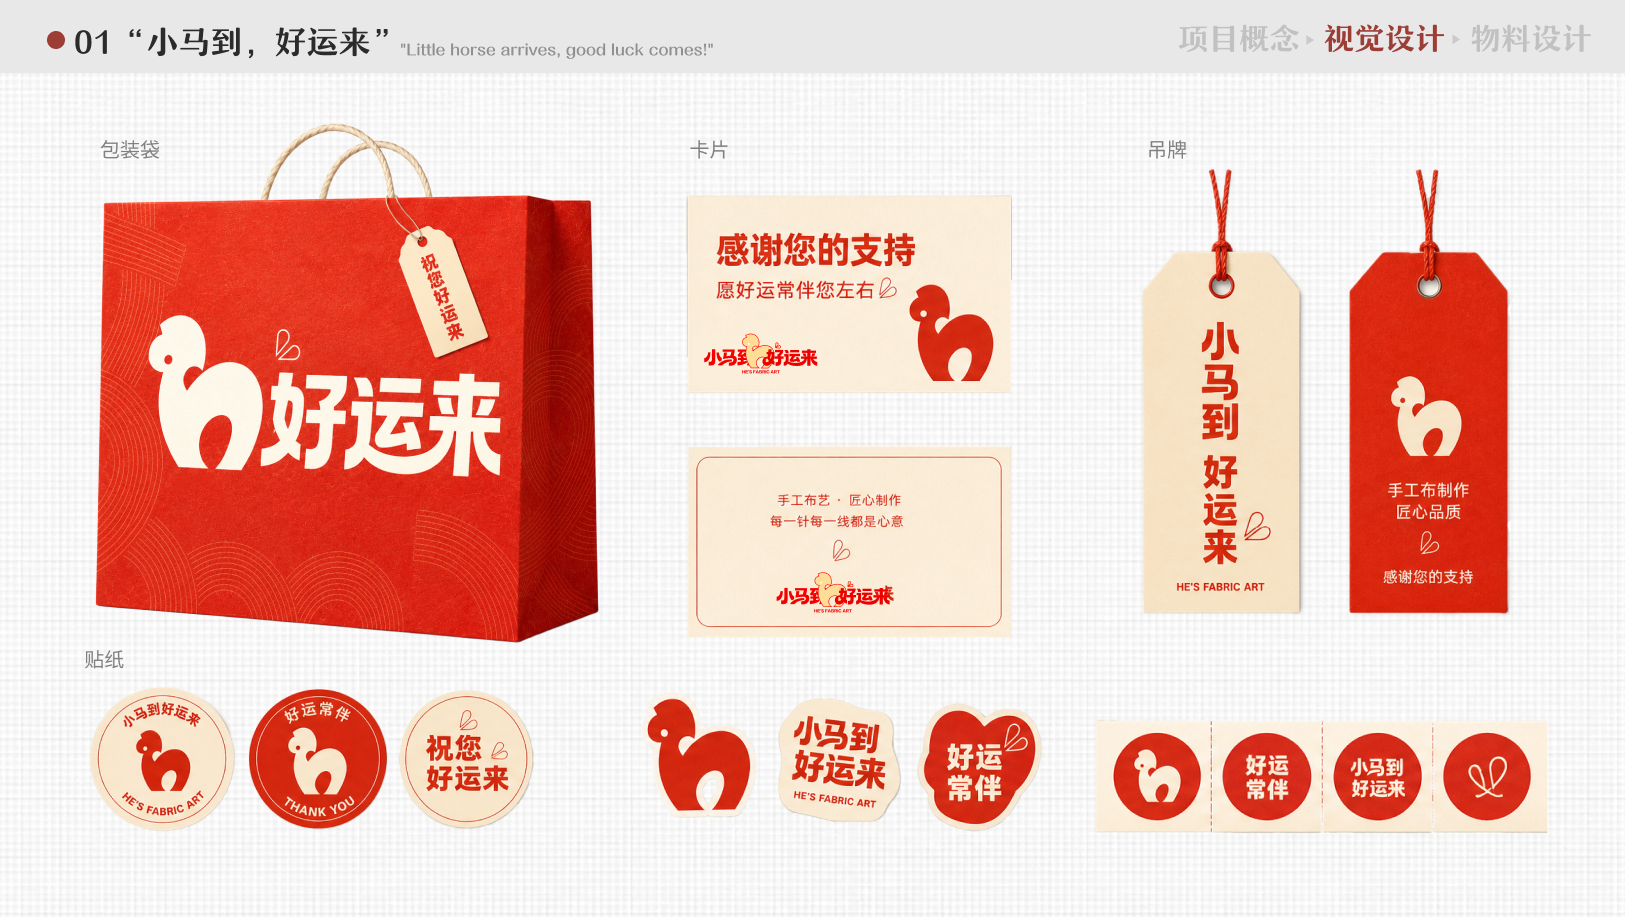 01 “小马到，好运来” "Little horse arrives, good luck comes!"
项目概念 ▸ 视觉设计 ▸ 物料设计
包装袋
祝您好运来
好运来
卡片
感谢您的支持
愿好运常伴您左右
小马到好运来
HE'S FABRIC ART
手工布艺 · 匠心制作
每一针每一线都是心意
小马到好运来
HE'S FABRIC ART
吊牌
小马到 好运来
HE'S FABRIC ART
手工布制作
匠心品质
感谢您的支持
贴纸
小马到好运来
HE'S FABRIC ART
好运常伴
THANK YOU
祝您
好运来
小马到
好运来
HE'S FABRIC ART
好运
常伴
好运
常伴
小马到
好运来